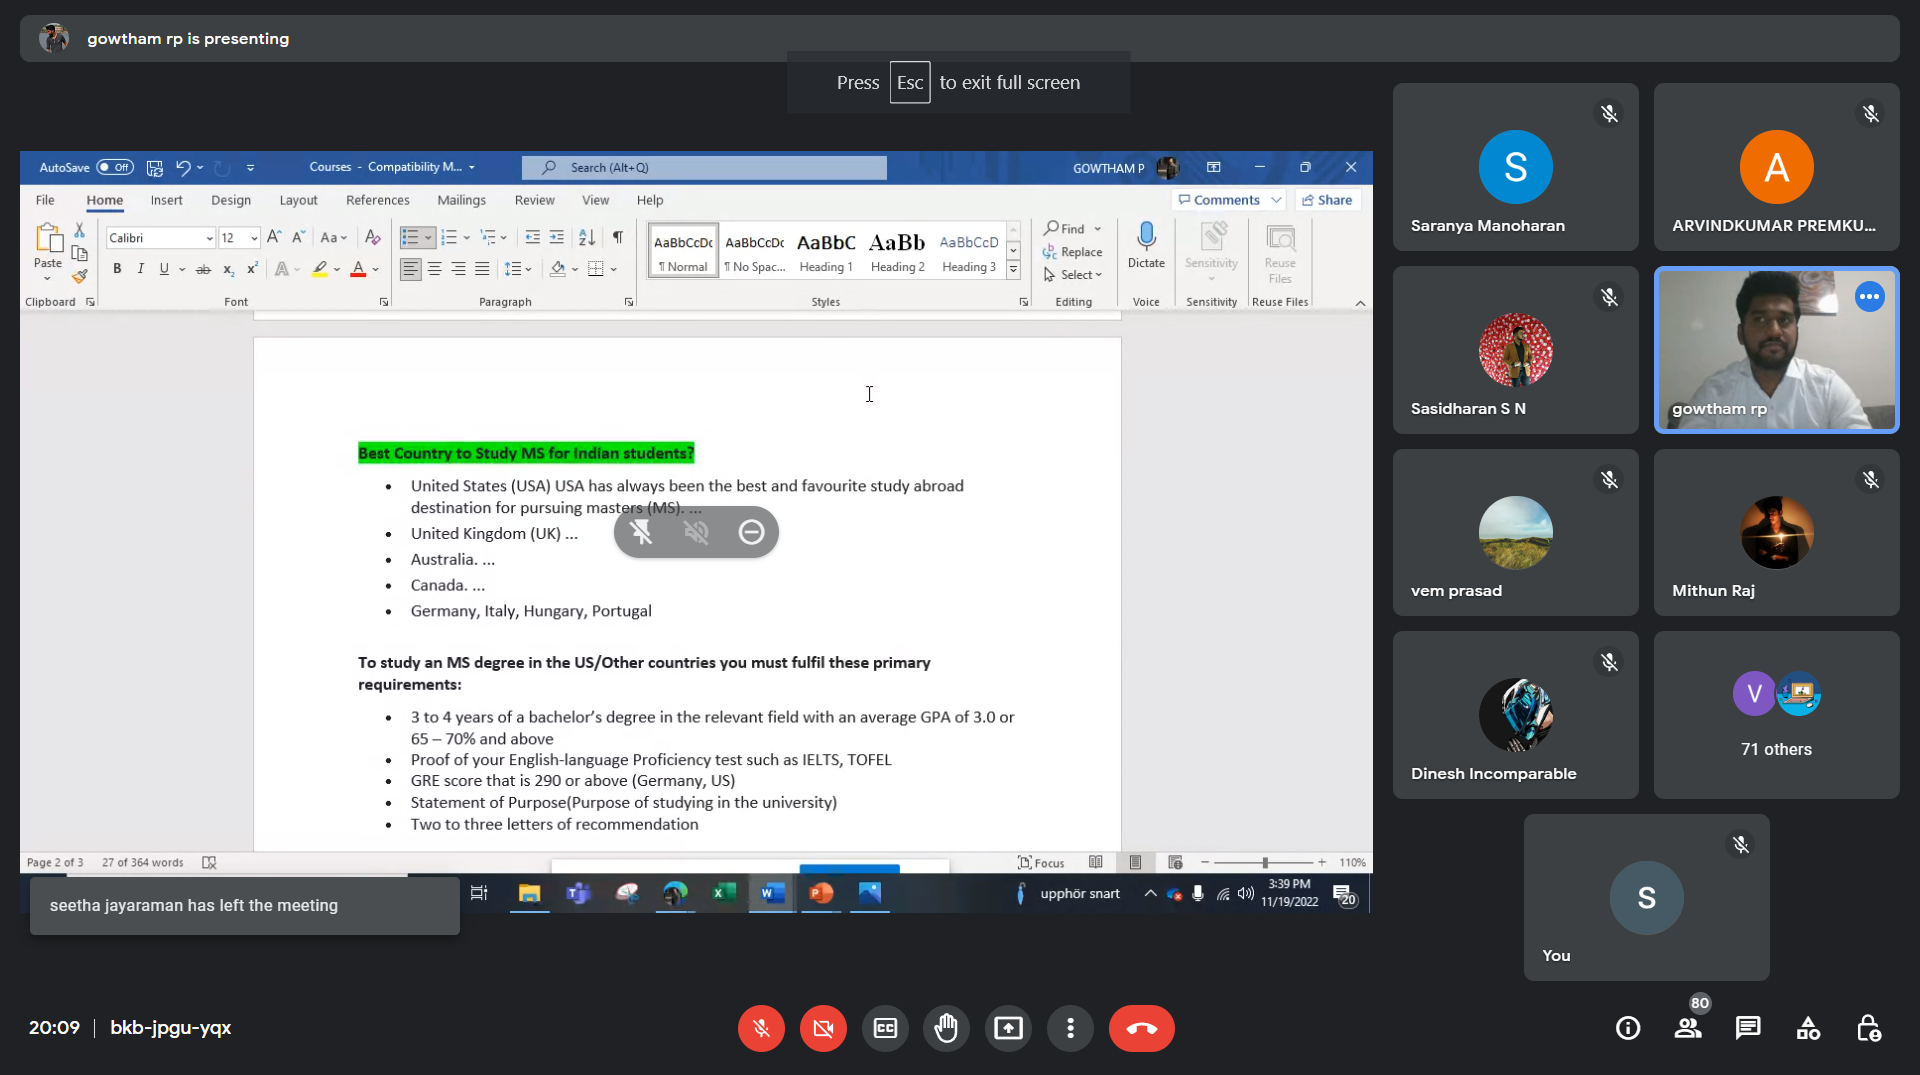 gowtham rp is presenting
Press Esc to exit full screen
AutoSave Off
Courses - Compatibility M...
Search (Alt+Q)
GOWTHAM P
File Home Insert Design Layout References Mailings Review View Help
Comments Share
Paste
Clipboard
Calibri 12
Aa
B I U ab x₂ x²
A A
Font
Paragraph
AaBbCcDc AaBbCcDc AaBbC AaBb AaBbCcD
¶ Normal ¶ No Spac... Heading 1 Heading 2 Heading 3
Styles
Find
Replace
Select
Editing
Dictate
Voice
Sensitivity
Sensitivity
Reuse
Files
Reuse Files
Best Country to Study MS for Indian students?
• United States (USA) USA has always been the best and favourite study abroad
destination for pursuing masters (MS). ...
• United Kingdom (UK) ...
• Australia. ...
• Canada. ...
• Germany, Italy, Hungary, Portugal
To study an MS degree in the US/Other countries you must fulfil these primary
requirements:
• 3 to 4 years of a bachelor’s degree in the relevant field with an average GPA of 3.0 or
65 – 70% and above
• Proof of your English-language Proficiency test such as IELTS, TOFEL
• GRE score that is 290 or above (Germany, US)
• Statement of Purpose(Purpose of studying in the university)
• Two to three letters of recommendation
Page 2 of 3 27 of 364 words
Focus
110%
upphör snart
3:39 PM
11/19/2022
20
seetha jayaraman has left the meeting
S
Saranya Manoharan
A
ARVINDKUMAR PREMKU...
Sasidharan S N
gowtham rp
vem prasad
Mithun Raj
Dinesh Incomparable
V
71 others
S
You
20:09 | bkb-jpgu-yqx
CC
80